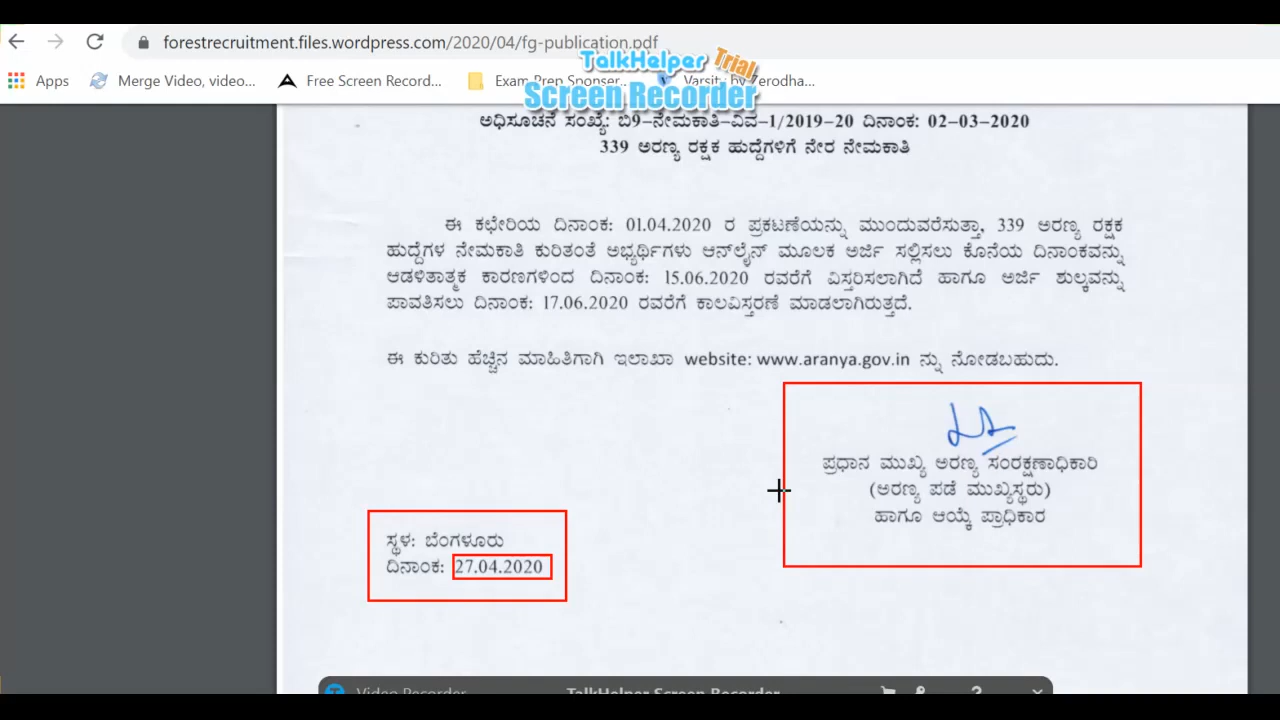 forestrecruitment.files.wordpress.com/2020/04/fg-publication.pdf
Apps Merge Video, video... Free Screen Record... Exam Prep Sponser... Varsity by Zerodha...
TalkHelper Trial
Screen Recorder
ಅಧಿಸೂಚನೆ ಸಂಖ್ಯೆ: ಬಿ9-ನೇಮಕಾತಿ-ವಿವ-1/2019-20 ದಿನಾಂಕ: 02-03-2020
339 ಅರಣ್ಯ ರಕ್ಷಕ ಹುದ್ದೆಗಳಿಗೆ ನೇರ ನೇಮಕಾತಿ
ಈ ಕಛೇರಿಯ ದಿನಾಂಕ: 01.04.2020 ರ ಪ್ರಕಟಣೆಯನ್ನು ಮುಂದುವರೆಸುತ್ತಾ, 339 ಅರಣ್ಯ ರಕ್ಷಕ
ಹುದ್ದೆಗಳ ನೇಮಕಾತಿ ಕುರಿತಂತೆ ಅಭ್ಯರ್ಥಿಗಳು ಆನ್‌ಲೈನ್ ಮೂಲಕ ಅರ್ಜಿ ಸಲ್ಲಿಸಲು ಕೊನೆಯ ದಿನಾಂಕವನ್ನು
ಆಡಳಿತಾತ್ಮಕ ಕಾರಣಗಳಿಂದ ದಿನಾಂಕ: 15.06.2020 ರವರೆಗೆ ವಿಸ್ತರಿಸಲಾಗಿದೆ ಹಾಗೂ ಅರ್ಜಿ ಶುಲ್ಕವನ್ನು
ಪಾವತಿಸಲು ದಿನಾಂಕ: 17.06.2020 ರವರೆಗೆ ಕಾಲವಿಸ್ತರಣೆ ಮಾಡಲಾಗಿರುತ್ತದೆ.
ಈ ಕುರಿತು ಹೆಚ್ಚಿನ ಮಾಹಿತಿಗಾಗಿ ಇಲಾಖಾ website: www.aranya.gov.in ನ್ನು ನೋಡಬಹುದು.
ಪ್ರಧಾನ ಮುಖ್ಯ ಅರಣ್ಯ ಸಂರಕ್ಷಣಾಧಿಕಾರಿ
(ಅರಣ್ಯ ಪಡೆ ಮುಖ್ಯಸ್ಥರು)
ಹಾಗೂ ಆಯ್ಕೆ ಪ್ರಾಧಿಕಾರ
ಸ್ಥಳ: ಬೆಂಗಳೂರು
ದಿನಾಂಕ: 27.04.2020
Video Recorder TalkHelper Screen Recorder